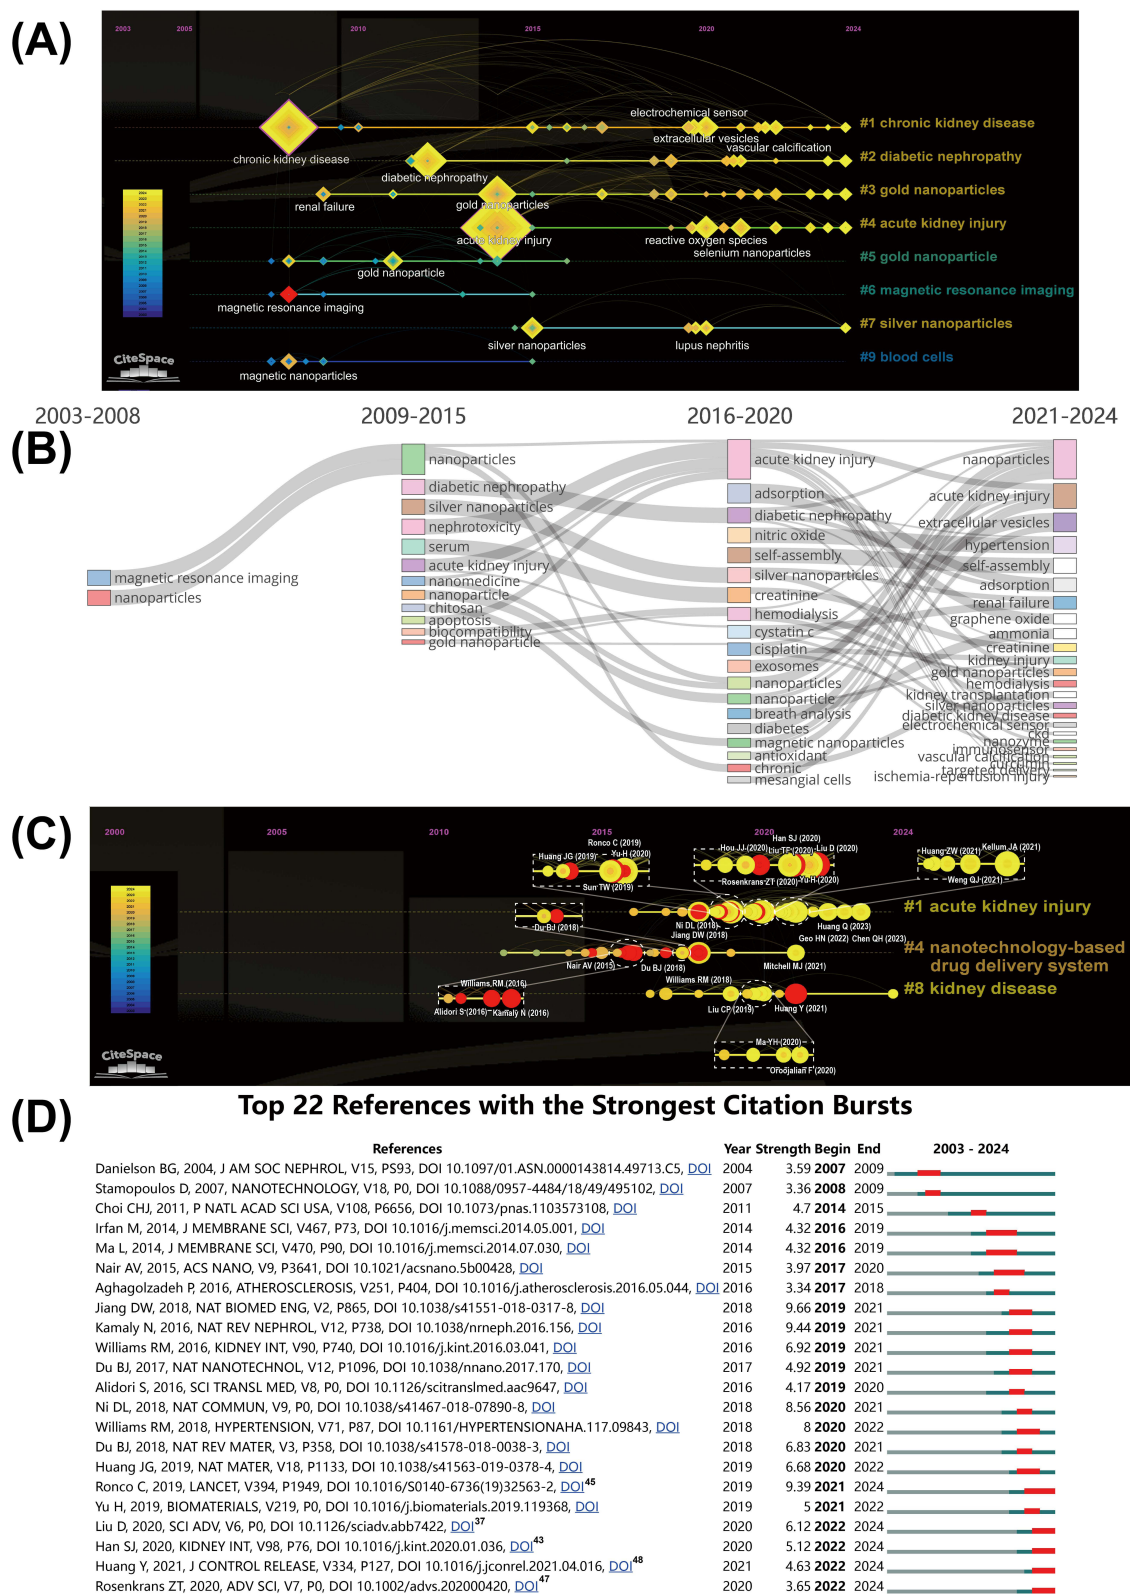 (A)
2003 2005 2010 2015 2020 2024
electrochemical sensor
#1 chronic kidney disease
extracellular vesicles
vascular calcification
chronic kidney disease
#2 diabetic nephropathy
diabetic nephropathy
#3 gold nanoparticles
renal failure
gold nanoparticles
#4 acute kidney injury
acute kidney injury
reactive oxygen species
selenium nanoparticles
#5 gold nanoparticle
gold nanoparticle
#6 magnetic resonance imaging
magnetic resonance imaging
#7 silver nanoparticles
silver nanoparticles
lupus nephritis
#9 blood cells
magnetic nanoparticles
CiteSpace
(B)
2003-2008 2009-2015 2016-2020 2021-2024
magnetic resonance imaging
nanoparticles
nanoparticles
diabetic nephropathy
silver nanoparticles
nephrotoxicity
serum
acute kidney injury
nanomedicine
nanoparticle
chitosan
apoptosis
biocompatibility
gold nanoparticle
acute kidney injury
adsorption
diabetic nephropathy
nitric oxide
self-assembly
silver nanoparticles
creatinine
hemodialysis
cystatin c
cisplatin
exosomes
nanoparticles
nanoparticle
breath analysis
diabetes
magnetic nanoparticles
antioxidant
chronic
mesangial cells
nanoparticles
acute kidney injury
extracellular vesicles
hypertension
self-assembly
adsorption
renal failure
graphene oxide
ammonia
creatinine
kidney injury
gold nanoparticles
hemodialysis
kidney transplantation
silver nanoparticles
diabetic kidney disease
electrochemical sensor
ckd
nanozyme
immunosensor
vascular calcification
curcumin
targeted delivery
ischemia-reperfusion injury
(C)
2000 2005 2010 2015 2020 2024
Ronco C (2019)
Huang JG (2019) Yu H (2020)
Sun TW (2019)
Han SJ (2020)
Hou JJ (2020) Liu TF (2020) Liu D (2020)
Rosenkrans ZT (2020) Yu H (2020)
Huang ZW (2021) Kellum JA (2021)
Weng QJ (2021)
Du BJ (2018)
Ni DL (2018)
Huang Q (2023)
#1 acute kidney injury
Jiang DW (2018)
Geo HN (2022) Chen QH (2023)
Nair AV (2015)
Du BJ (2018)
Mitchell MJ (2021)
#4 nanotechnology-based
drug delivery system
Williams RM (2016)
Williams RM (2018)
Alidori S (2016) Kamaly N (2016)
Liu CP (2019)
Huang Y (2021)
#8 kidney disease
Ma YH (2020)
Oroojalian F (2020)
CiteSpace
(D)
Top 22 References with the Strongest Citation Bursts
References Year Strength Begin End 2003 - 2024
Danielson BG, 2004, J AM SOC NEPHROL, V15, PS93, DOI 10.1097/01.ASN.0000143814.49713.C5, DOI 2004 3.59 2007 2009
Stamopoulos D, 2007, NANOTECHNOLOGY, V18, P0, DOI 10.1088/0957-4484/18/49/495102, DOI 2007 3.36 2008 2009
Choi CHJ, 2011, P NATL ACAD SCI USA, V108, P6656, DOI 10.1073/pnas.1103573108, DOI 2011 4.7 2014 2015
Irfan M, 2014, J MEMBRANE SCI, V467, P73, DOI 10.1016/j.memsci.2014.05.001, DOI 2014 4.32 2016 2019
Ma L, 2014, J MEMBRANE SCI, V470, P90, DOI 10.1016/j.memsci.2014.07.030, DOI 2014 4.32 2016 2019
Nair AV, 2015, ACS NANO, V9, P3641, DOI 10.1021/acsnano.5b00428, DOI 2015 3.97 2017 2020
Aghagolzadeh P, 2016, ATHEROSCLEROSIS, V251, P404, DOI 10.1016/j.atherosclerosis.2016.05.044, DOI 2016 3.34 2017 2018
Jiang DW, 2018, NAT BIOMED ENG, V2, P865, DOI 10.1038/s41551-018-0317-8, DOI 2018 9.66 2019 2021
Kamaly N, 2016, NAT REV NEPHROL, V12, P738, DOI 10.1038/nrneph.2016.156, DOI 2016 9.44 2019 2021
Williams RM, 2016, KIDNEY INT, V90, P740, DOI 10.1016/j.kint.2016.03.041, DOI 2016 6.92 2019 2021
Du BJ, 2017, NAT NANOTECHNOL, V12, P1096, DOI 10.1038/nnano.2017.170, DOI 2017 4.92 2019 2021
Alidori S, 2016, SCI TRANSL MED, V8, P0, DOI 10.1126/scitranslmed.aac9647, DOI 2016 4.17 2019 2020
Ni DL, 2018, NAT COMMUN, V9, P0, DOI 10.1038/s41467-018-07890-8, DOI 2018 8.56 2020 2021
Williams RM, 2018, HYPERTENSION, V71, P87, DOI 10.1161/HYPERTENSIONAHA.117.09843, DOI 2018 8 2020 2022
Du BJ, 2018, NAT REV MATER, V3, P358, DOI 10.1038/s41578-018-0038-3, DOI 2018 6.83 2020 2021
Huang JG, 2019, NAT MATER, V18, P1133, DOI 10.1038/s41563-019-0378-4, DOI 2019 6.68 2020 2022
Ronco C, 2019, LANCET, V394, P1949, DOI 10.1016/S0140-6736(19)32563-2, DOI45 2019 9.39 2021 2024
Yu H, 2019, BIOMATERIALS, V219, P0, DOI 10.1016/j.biomaterials.2019.119368, DOI 2019 5 2021 2022
Liu D, 2020, SCI ADV, V6, P0, DOI 10.1126/sciadv.abb7422, DOI37 2020 6.12 2022 2024
Han SJ, 2020, KIDNEY INT, V98, P76, DOI 10.1016/j.kint.2020.01.036, DOI43 2020 5.12 2022 2024
Huang Y, 2021, J CONTROL RELEASE, V334, P127, DOI 10.1016/j.jconrel.2021.04.016, DOI48 2021 4.63 2022 2024
Rosenkrans ZT, 2020, ADV SCI, V7, P0, DOI 10.1002/advs.202000420, DOI47 2020 3.65 2022 2024